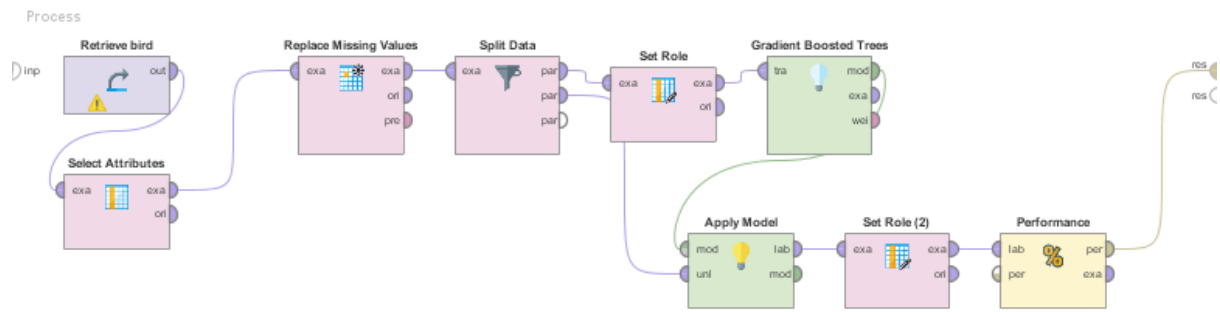 Process
inp
Retrieve bird
out
Select Attributes
exa
exa
ori
Replace Missing Values
exa
exa
ori
pre
Split Data
exa
par
par
par
Set Role
exa
exa
ori
Gradient Boosted Trees
tra
mod
exa
wei
Apply Model
mod
lab
unl
mod
Set Role (2)
exa
exa
ori
Performance
%
lab
per
per
exa
res
res